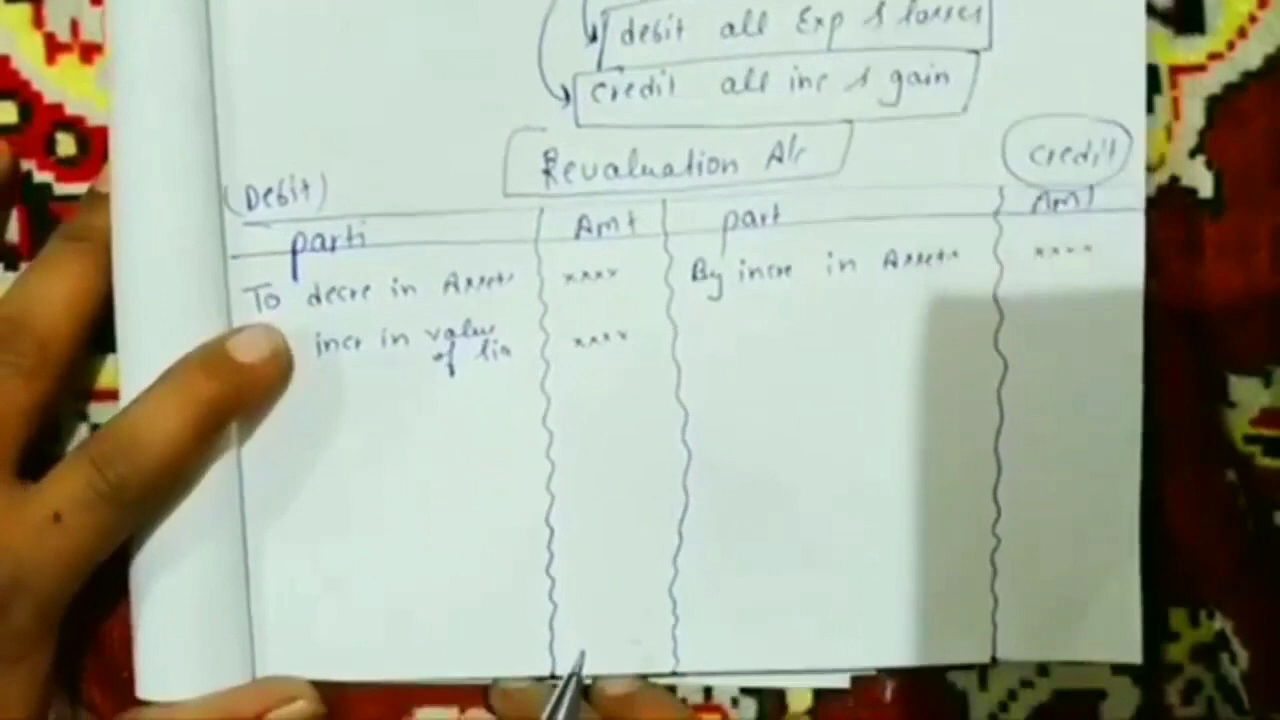 debit all Exp & losses
credit all inc & gain
Revaluation A/c
(Debit)
credit
parti Amt part Amt
To decre in Assets xxxx By incre in Assets xxxx
incr in value of lia xxxx